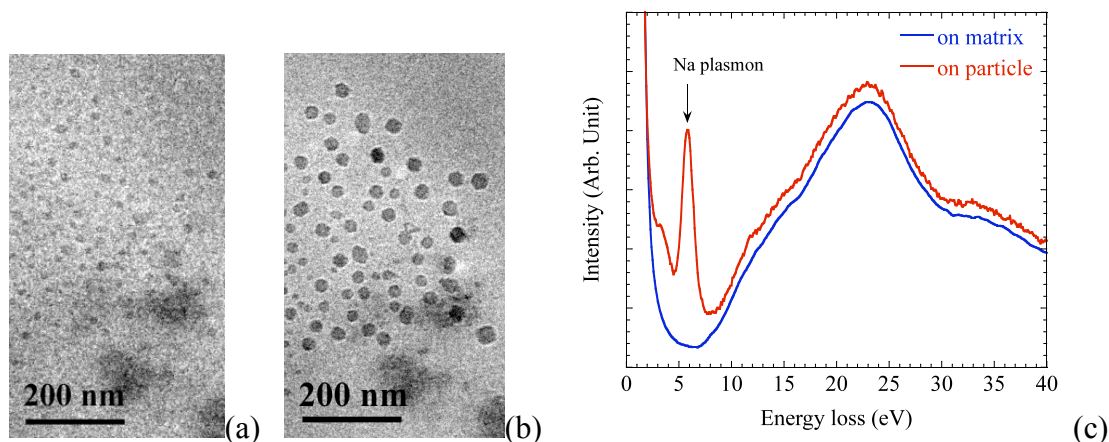 200 nm
(a)
200 nm
(b)
Intensity (Arb. Unit)
on matrix
on particle
Na plasmon
0 5 10 15 20 25 30 35 40
Energy loss (eV)
(c)